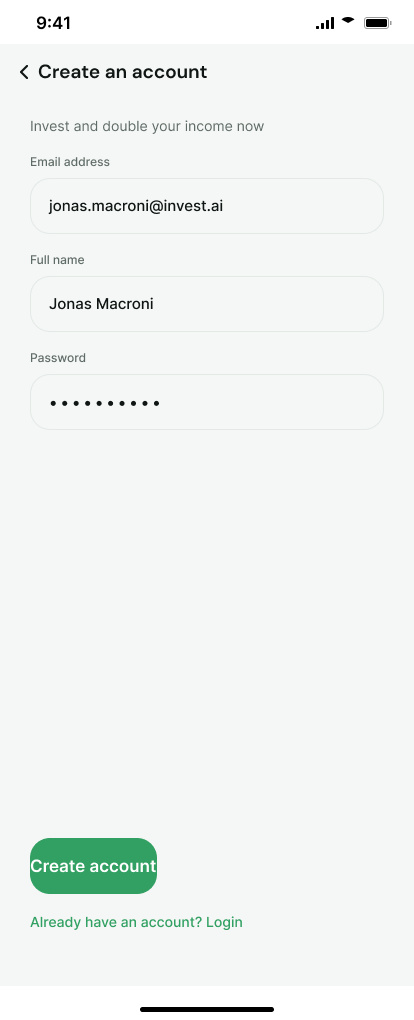 9:41
Create an account
Invest and double your income now
Email address
jonas.macroni@invest.ai
Full name
Jonas Macroni
Password
••••••••••
Create account
Already have an account? Login